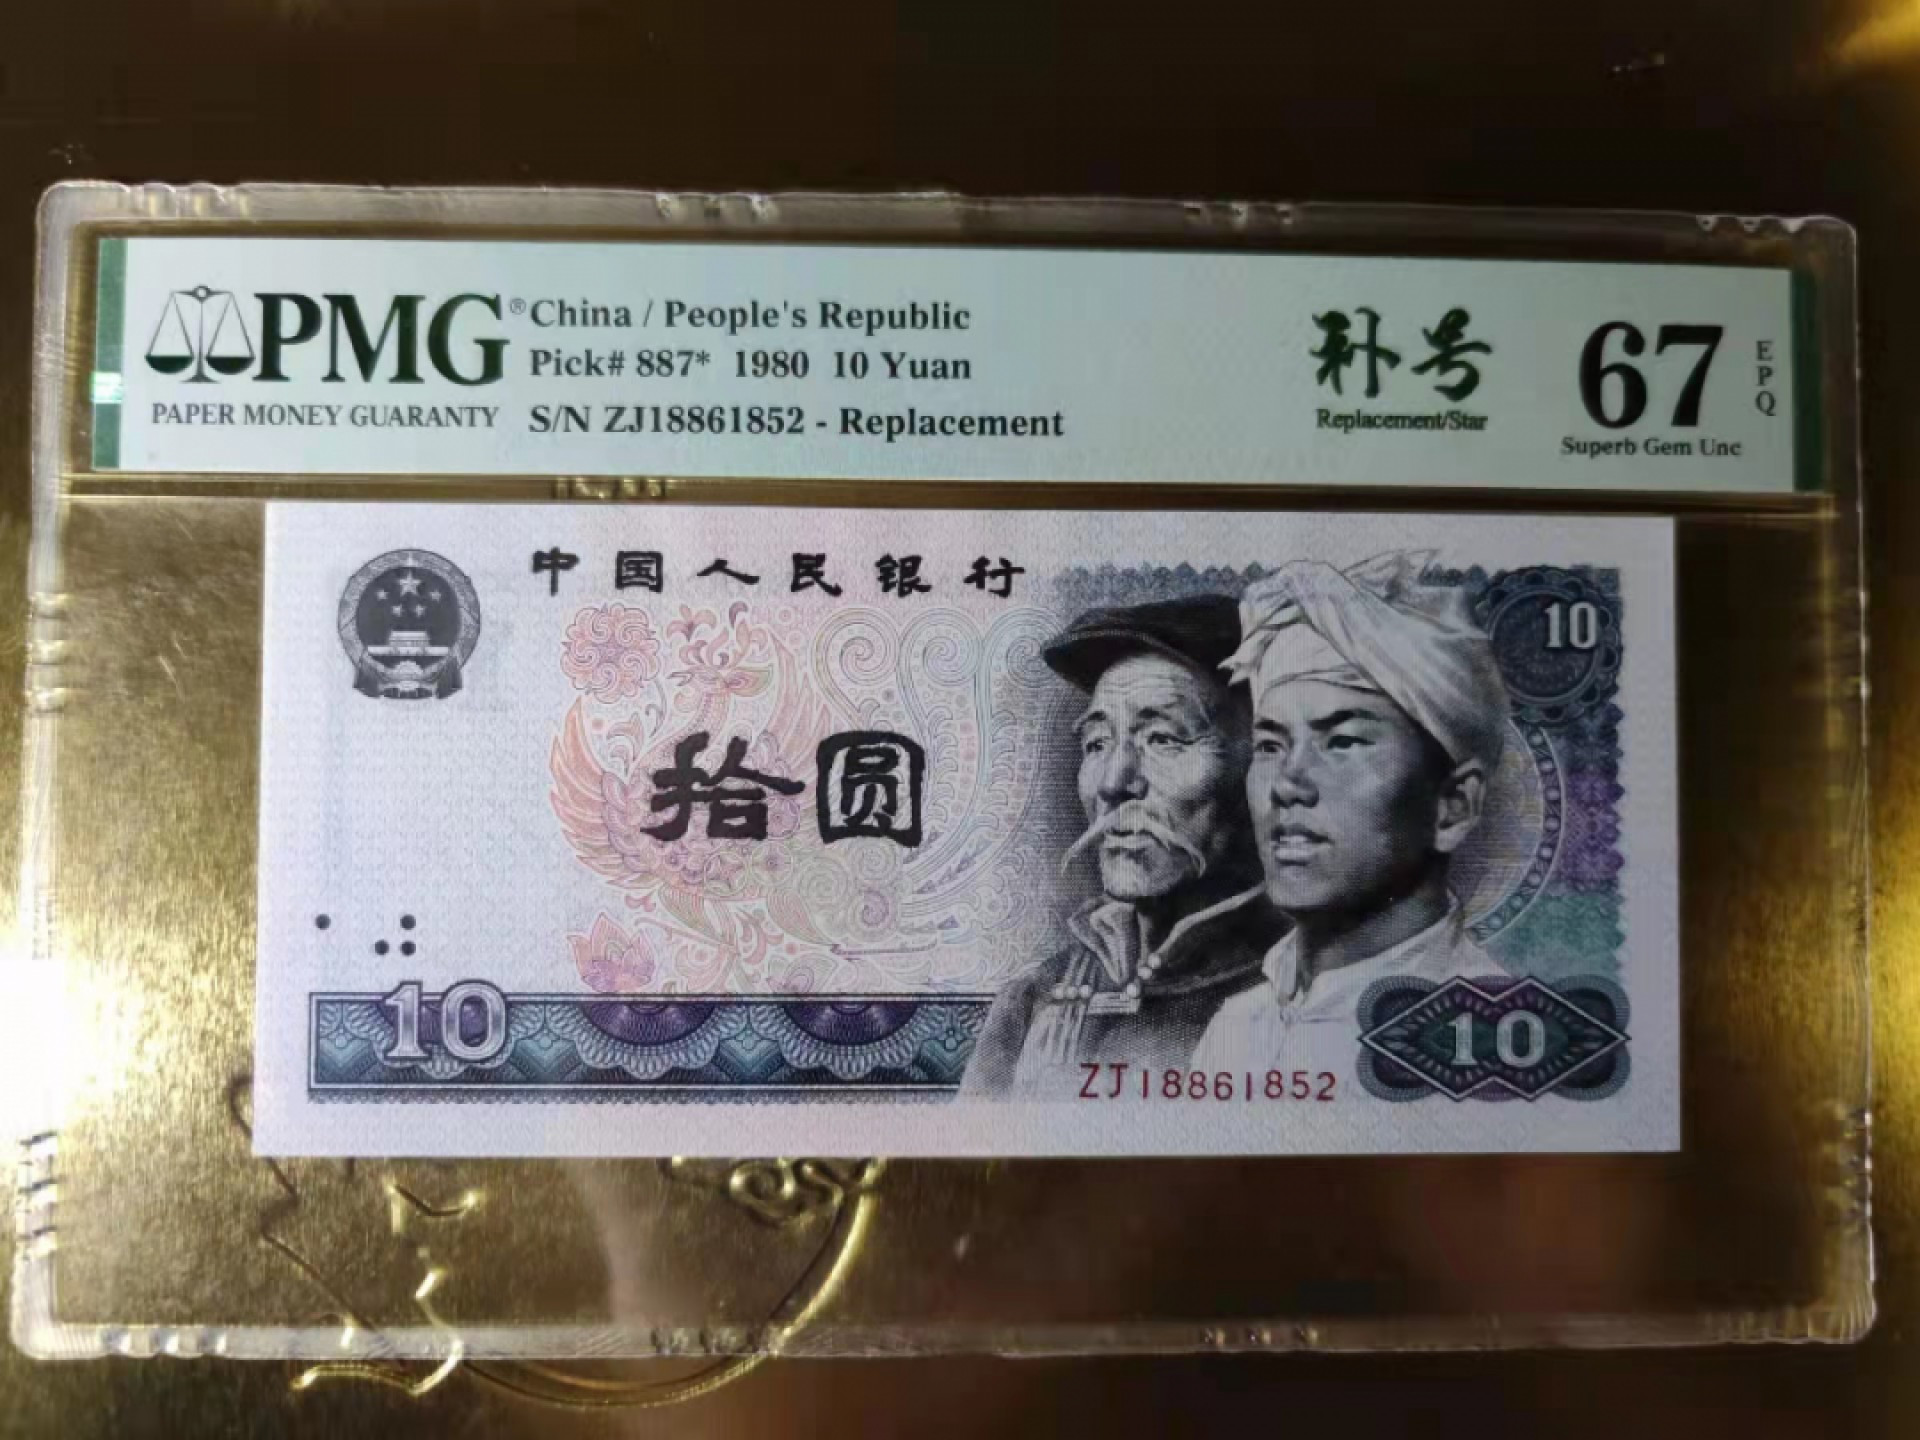 PMG® China / People's Republic
Pick# 887* 1980 10 Yuan
PAPER MONEY GUARANTY S/N ZJ18861852 - Replacement
补号
Replacement/Star
67
EPQ
Superb Gem Unc
中国人民银行
10
拾圆
10
10
ZJ18861852